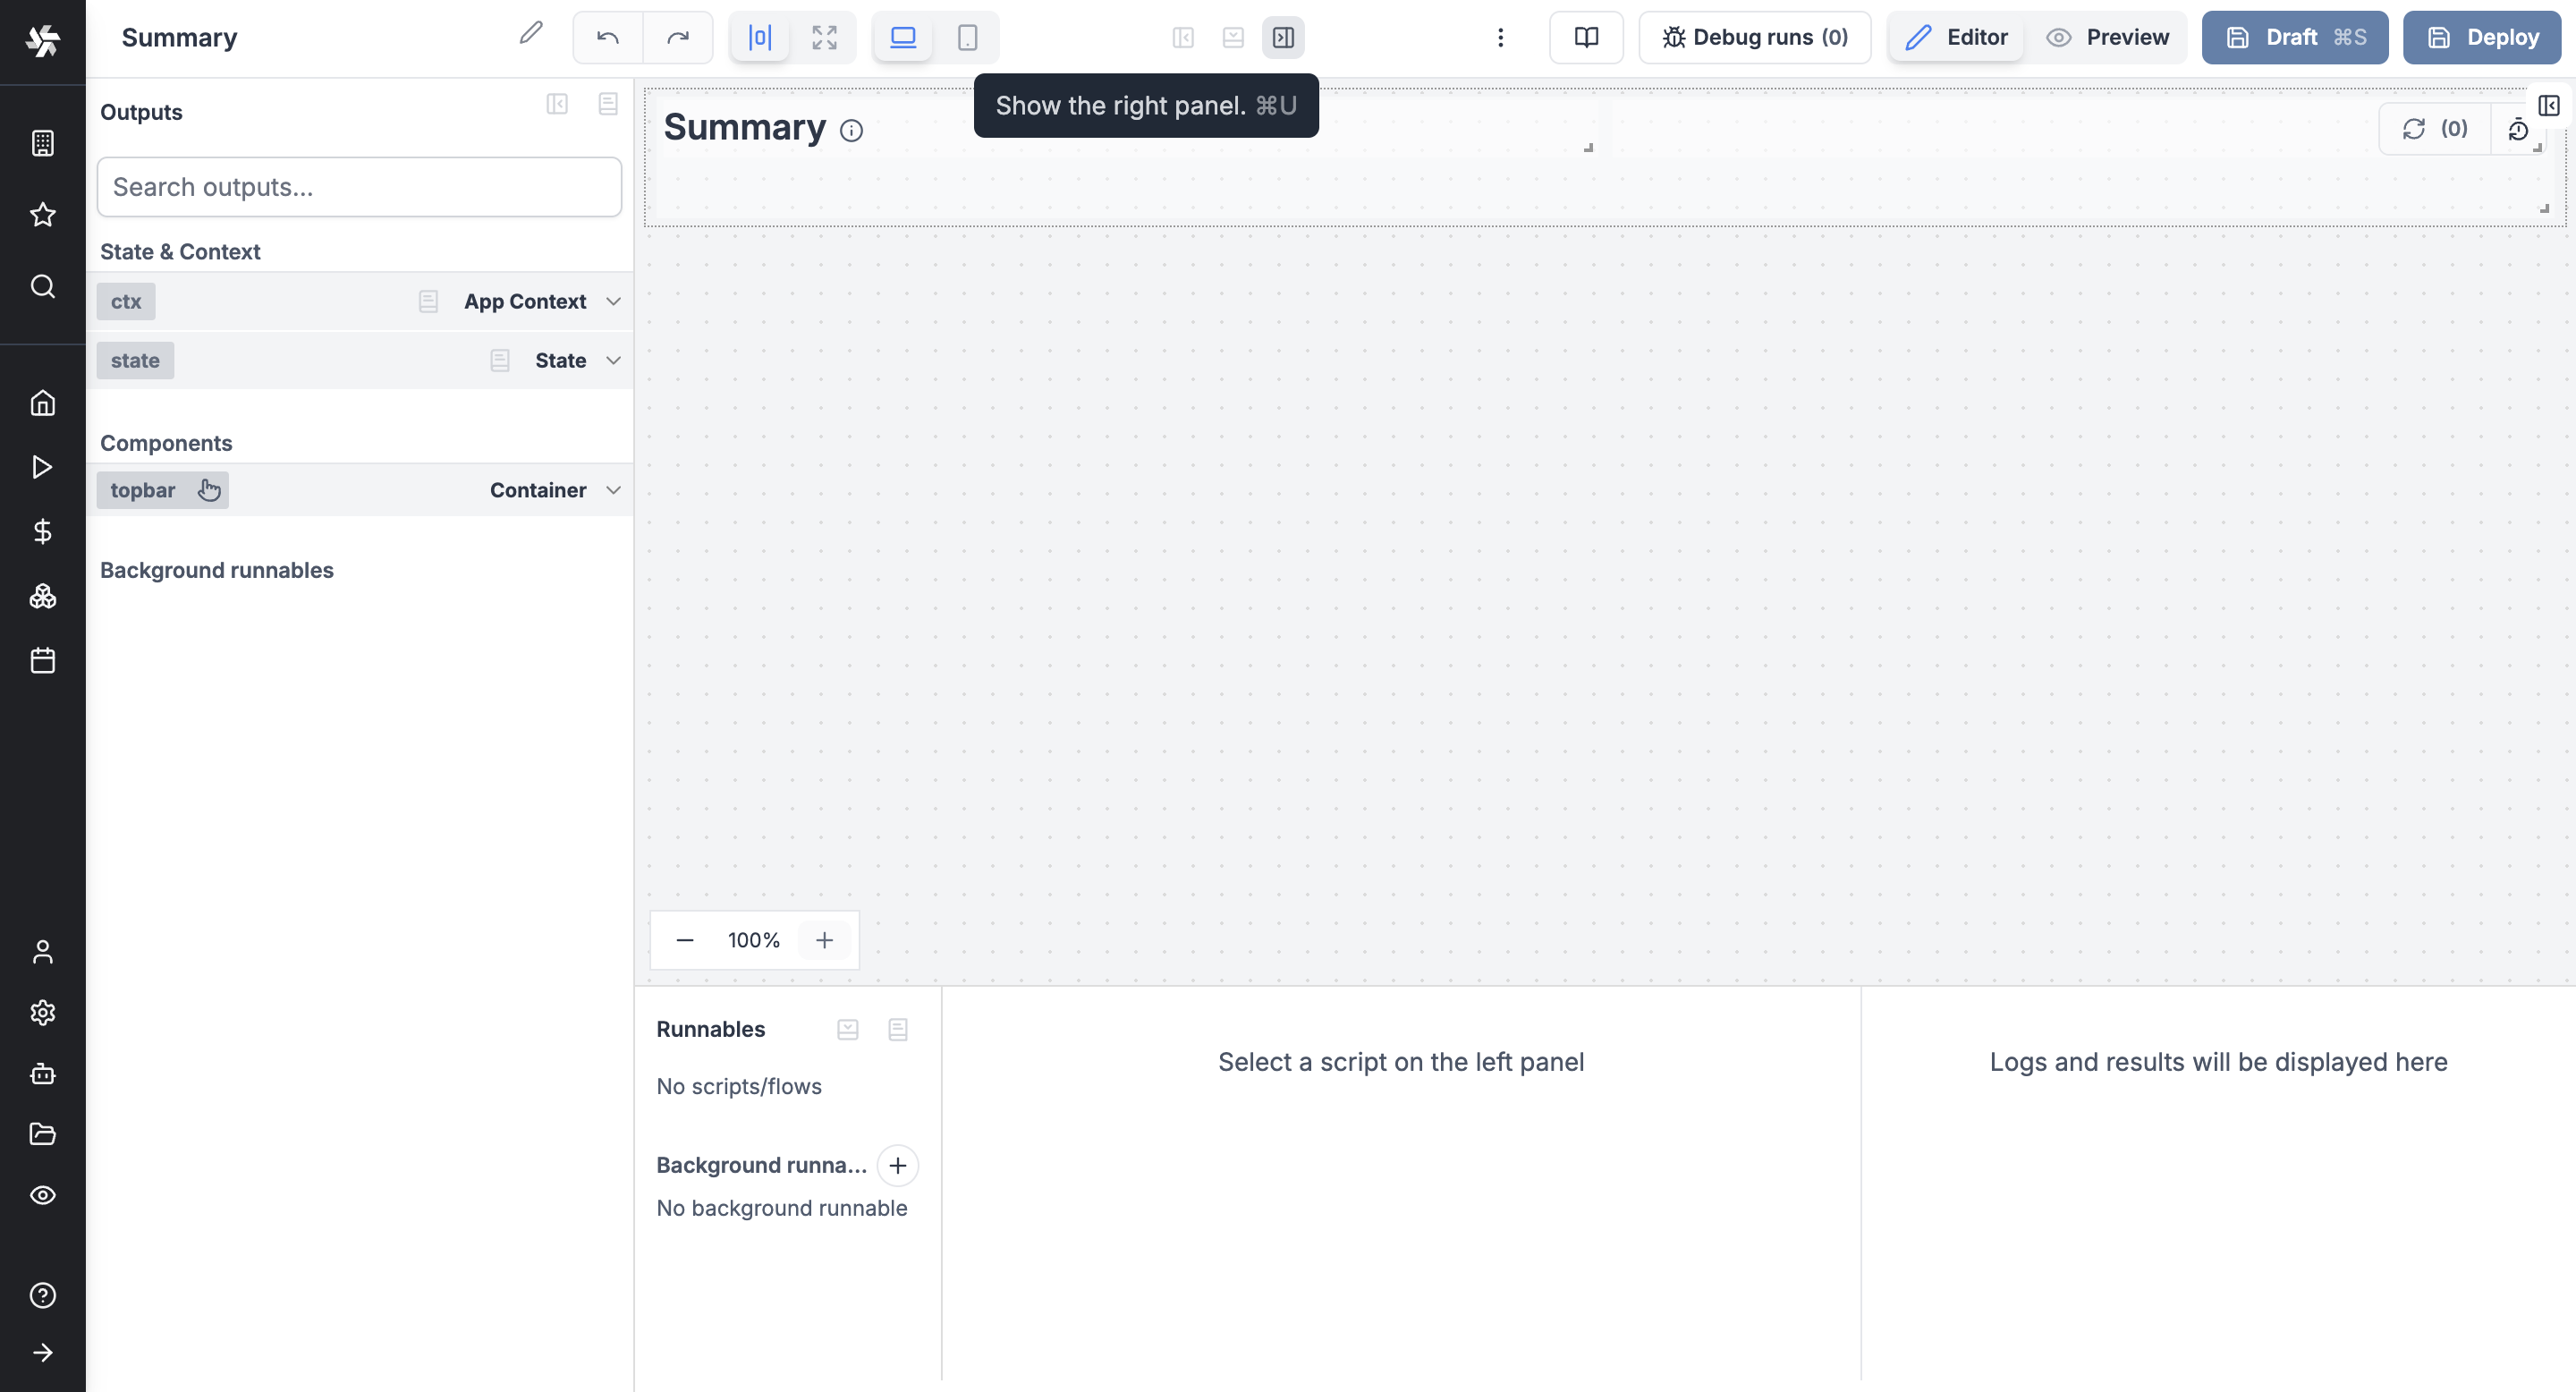 Summary
Debug runs (0)
Editor
Preview
Draft ⌘S
Deploy
Show the right panel. ⌘U
Outputs
Search outputs...
State & Context
ctx
App Context
state
State
Components
topbar
Container
Background runnables
Summary
(0)
100%
Runnables
No scripts/flows
Background runna...
No background runnable
Select a script on the left panel
Logs and results will be displayed here